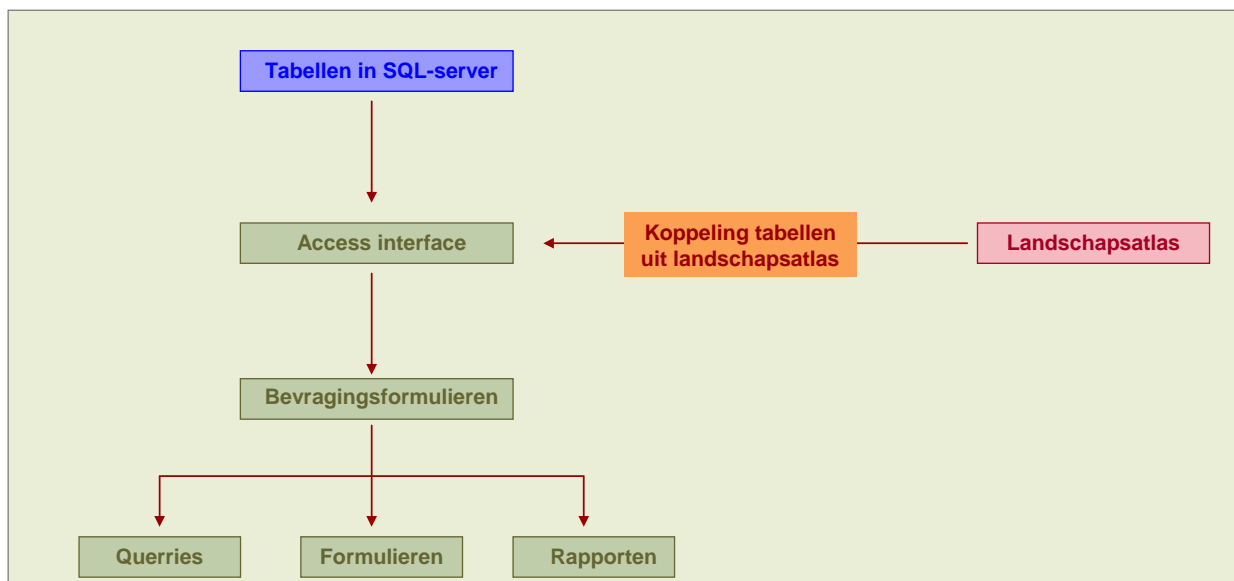 Tabellen in SQL-server
Access interface
Koppeling tabellen
uit landschapsatlas
Landschapsatlas
Bevragingsformulieren
Querries
Formulieren
Rapporten